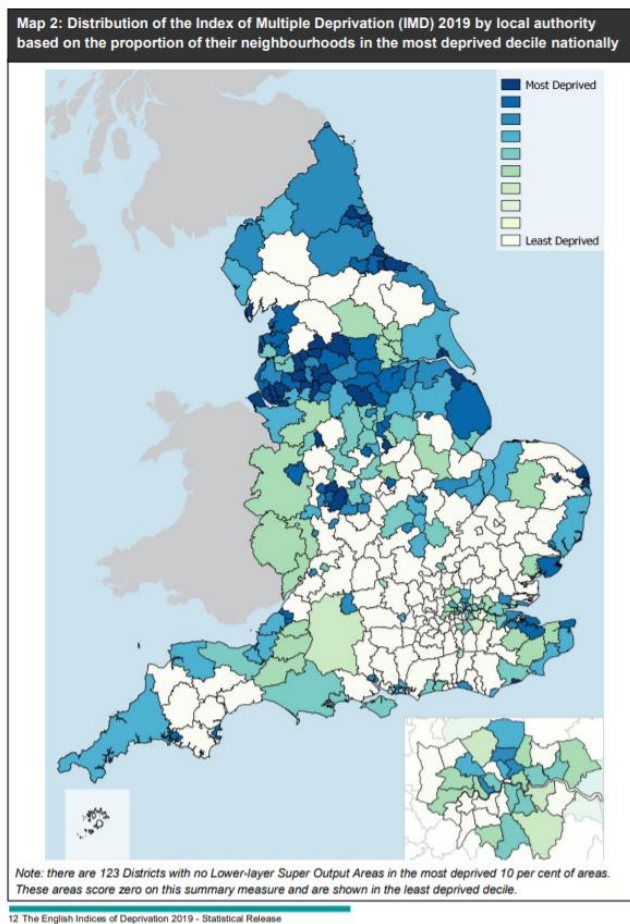 Map 2: Distribution of the Index of Multiple Deprivation (IMD) 2019 by local authority
based on the proportion of their neighbourhoods in the most deprived decile nationally
Most Deprived
Least Deprived
Note: there are 123 Districts with no Lower-layer Super Output Areas in the most deprived 10 per cent of areas.
These areas score zero on this summary measure and are shown in the least deprived decile.
12 The English Indices of Deprivation 2019 - Statistical Release